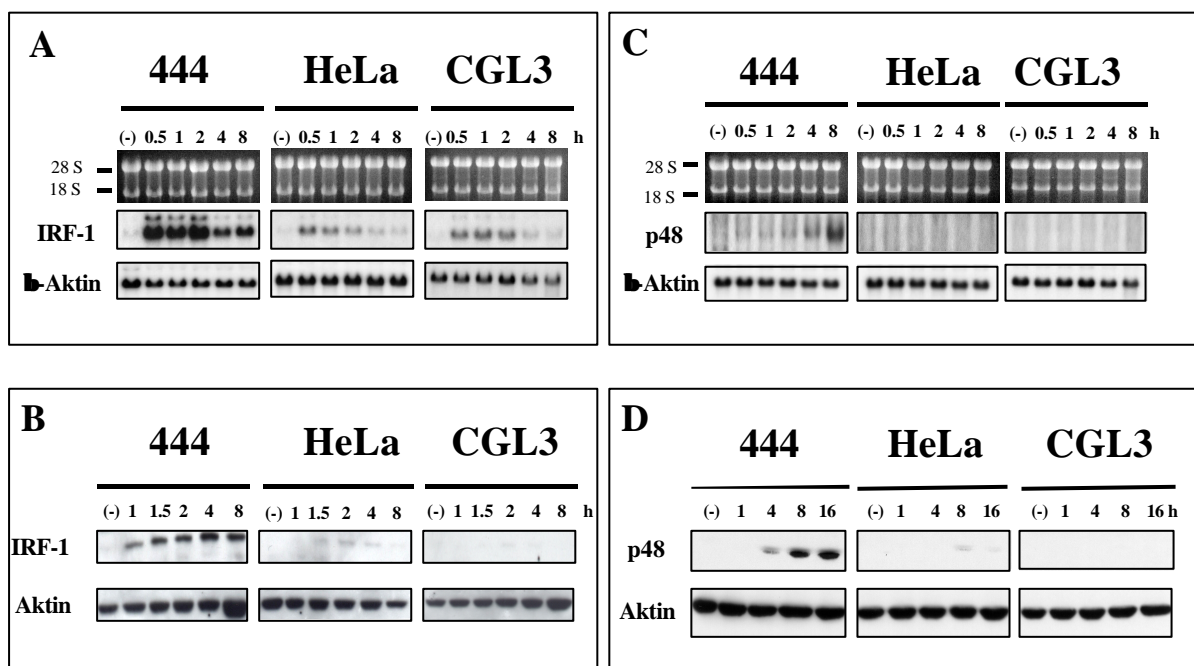 A
444 HeLa CGL3
(-) 0.5 1 2 4 8 (-) 0.5 1 2 4 8 (-) 0.5 1 2 4 8 h
28 S
18 S
IRF-1
b-Aktin
C
444 HeLa CGL3
(-) 0.5 1 2 4 8 (-) 0.5 1 2 4 8 (-) 0.5 1 2 4 8 h
28 S
18 S
p48
b-Aktin
B
444 HeLa CGL3
(-) 1 1.5 2 4 8 (-) 1 1.5 2 4 8 (-) 1 1.5 2 4 8 h
IRF-1
Aktin
D
444 HeLa CGL3
(-) 1 4 8 16 (-) 1 4 8 16 (-) 1 4 8 16 h
p48
Aktin